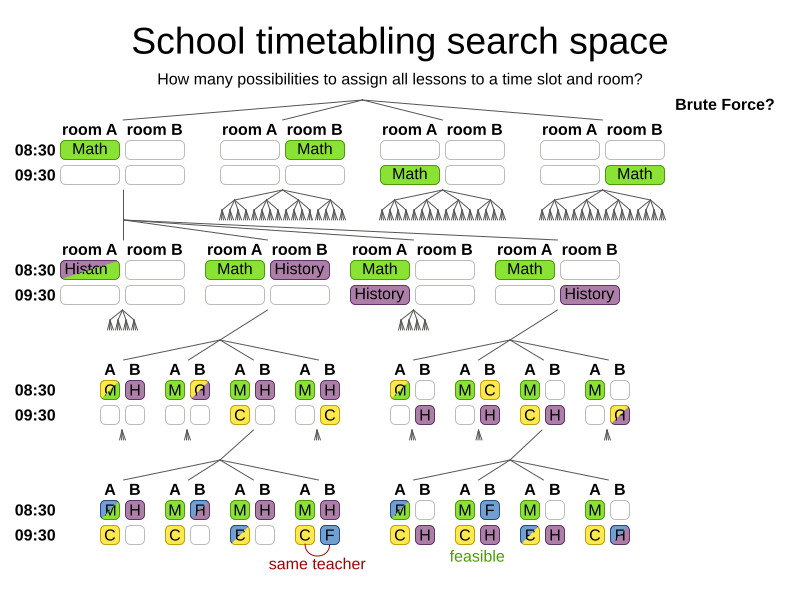 School timetabling search space
How many possibilities to assign all lessons to a time slot and room?
Brute Force?
room A room B room A room B room A room B room A room B
08:30 Math Math
09:30 Math Math
room A room B room A room B room A room B room A room B
08:30 Math History Math Math
09:30 History History
A B A B A B A B A B A B A B A B
08:30 H M M H M H M C M M
09:30 C C H H C H
A B A B A B A B A B A B A B A B
08:30 H M M H M H M F M M
09:30 C C C F C H C H H C
same teacher
feasible